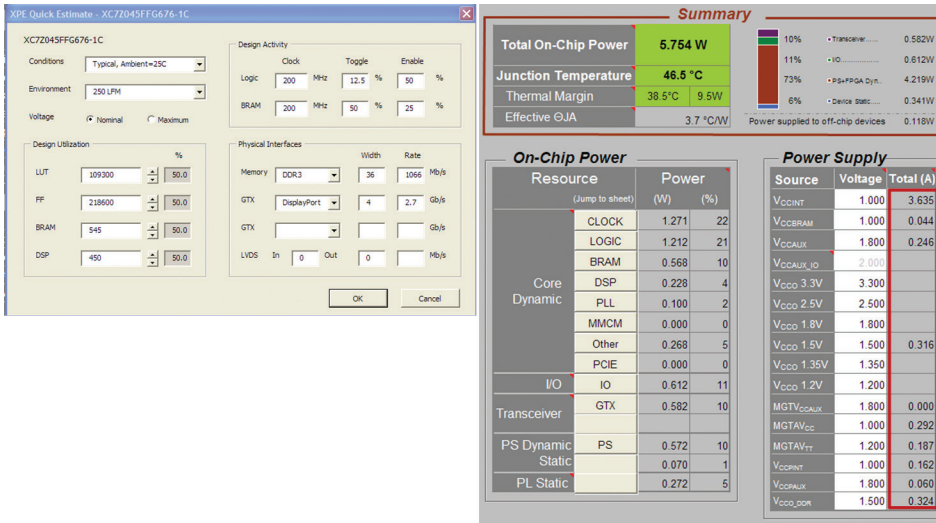 XPE Quick Estimate - XC7Z045FFG676-1C
XC7Z045FFG676-1C
Conditions Typical, Ambient=25C
Environment 250 LFM
Voltage Nominal Maximum
Design Utilization
%
LUT 109300 50.0
FF 218600 50.0
BRAM 545 50.0
DSP 450 50.0
Design Activity
Clock Toggle Enable
Logic 200 MHz 12.5 % 50 %
BRAM 200 MHz 50 % 25 %
Physical Interfaces
Width Rate
Memory DDR3 36 1066 Mb/s
GTX DisplayPort 4 2.7 Gb/s
GTX Gb/s
LVDS In 0 Out 0 Mb/s
OK Cancel
Summary
Total On-Chip Power 5.754 W
Junction Temperature 46.5 °C
Thermal Margin 38.5°C 9.5W
Effective ΘJA 3.7 °C/W
10% Transceiver...... 0.582W
11% IO.................. 0.612W
73% PS+FPGA Dyn.. 4.219W
6% Device Static..... 0.341W
Power supplied to off-chip devices 0.118W
On-Chip Power
Resource Power
(Jump to sheet) (W) (%)
Core Dynamic
CLOCK 1.271 22
LOGIC 1.212 21
BRAM 0.568 10
DSP 0.228 4
PLL 0.100 2
MMCM 0.000 0
Other 0.268 5
PCIE 0.000 0
I/O IO 0.612 11
Transceiver GTX 0.582 10
PS Dynamic PS 0.572 10
Static 0.070 1
PL Static 0.272 5
Power Supply
Source Voltage Total (A)
VCCINT 1.000 3.635
VCCBRAM 1.000 0.044
VCCAUX 1.800 0.246
VCCAUX_IO 2.000
VCCO 3.3V 3.300
VCCO 2.5V 2.500
VCCO 1.8V 1.800
VCCO 1.5V 1.500 0.316
VCCO 1.35V 1.350
VCCO 1.2V 1.200
MGTVCCAUX 1.800 0.000
MGTAVCC 1.000 0.292
MGTAVTT 1.200 0.187
VCCPINT 1.000 0.162
VCCPAUX 1.800 0.060
VCCO_DDR 1.500 0.324